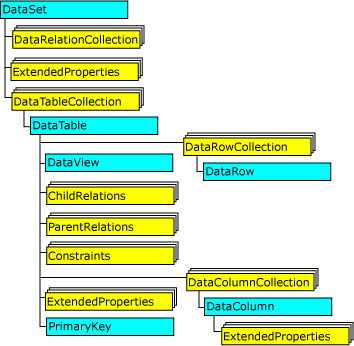 DataSet
DataRelationCollection
ExtendedProperties
DataTableCollection
DataTable
DataRowCollection
DataView
DataRow
ChildRelations
ParentRelations
Constraints
DataColumnCollection
ExtendedProperties
DataColumn
PrimaryKey
ExtendedProperties